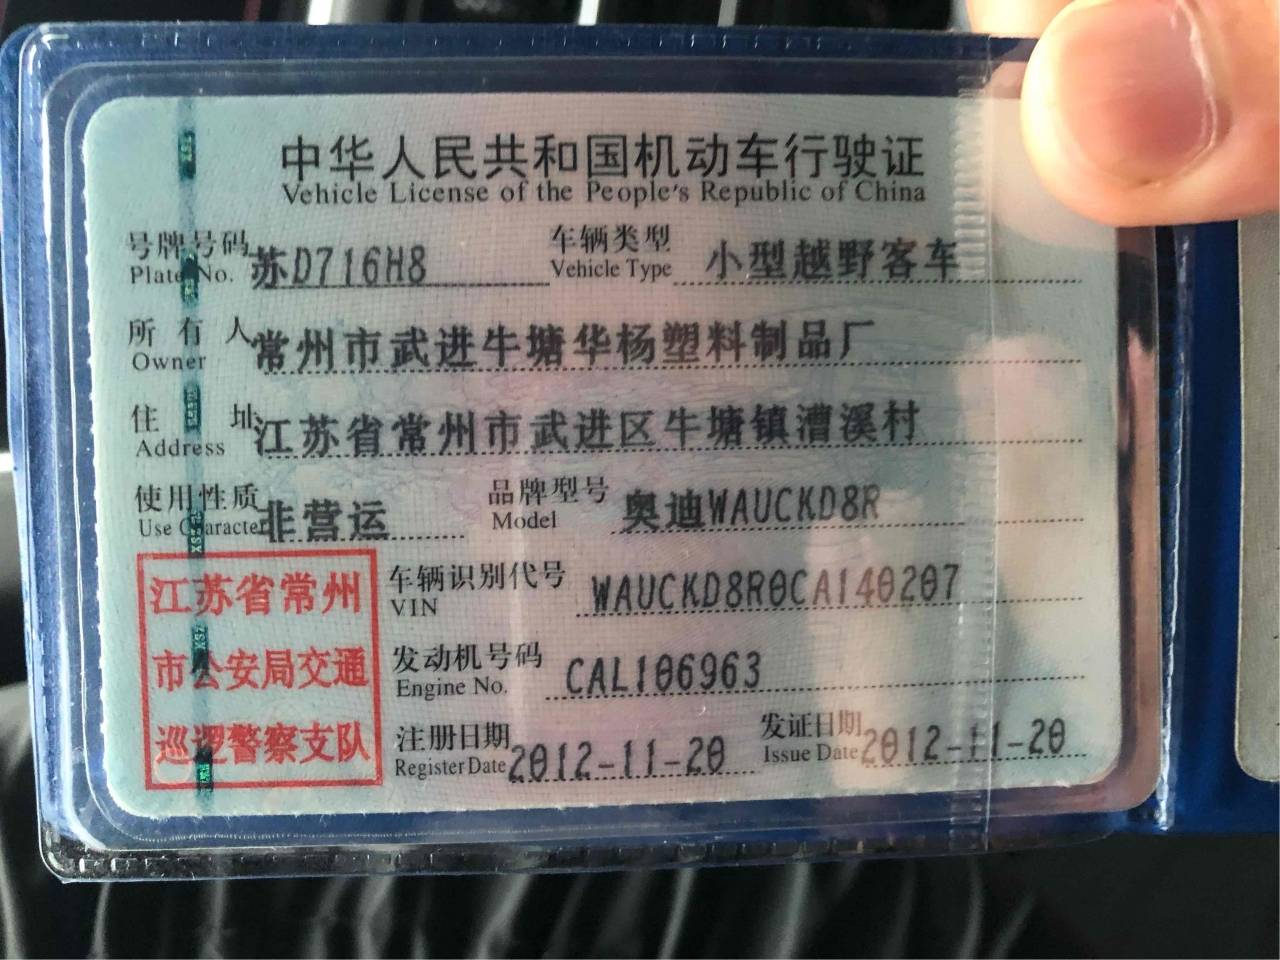 中华人民共和国机动车行驶证
Vehicle License of the People's Republic of China
号牌号码 苏D716H8 车辆类型 小型越野客车
Plate No. Vehicle Type
所有人 常州市武进牛塘华杨塑料制品厂
Owner
住址 江苏省常州市武进区牛塘镇漕溪村
Address
使用性质 非营运 品牌型号 奥迪WAUCKD8R
Use Character Model
车辆识别代号 WAUCKD8R0CA140207
VIN
发动机号码 CAL106963
Engine No.
注册日期 2012-11-20 发证日期 2012-11-20
Register Date Issue Date
江苏省常州
市公安局交通
巡逻警察支队